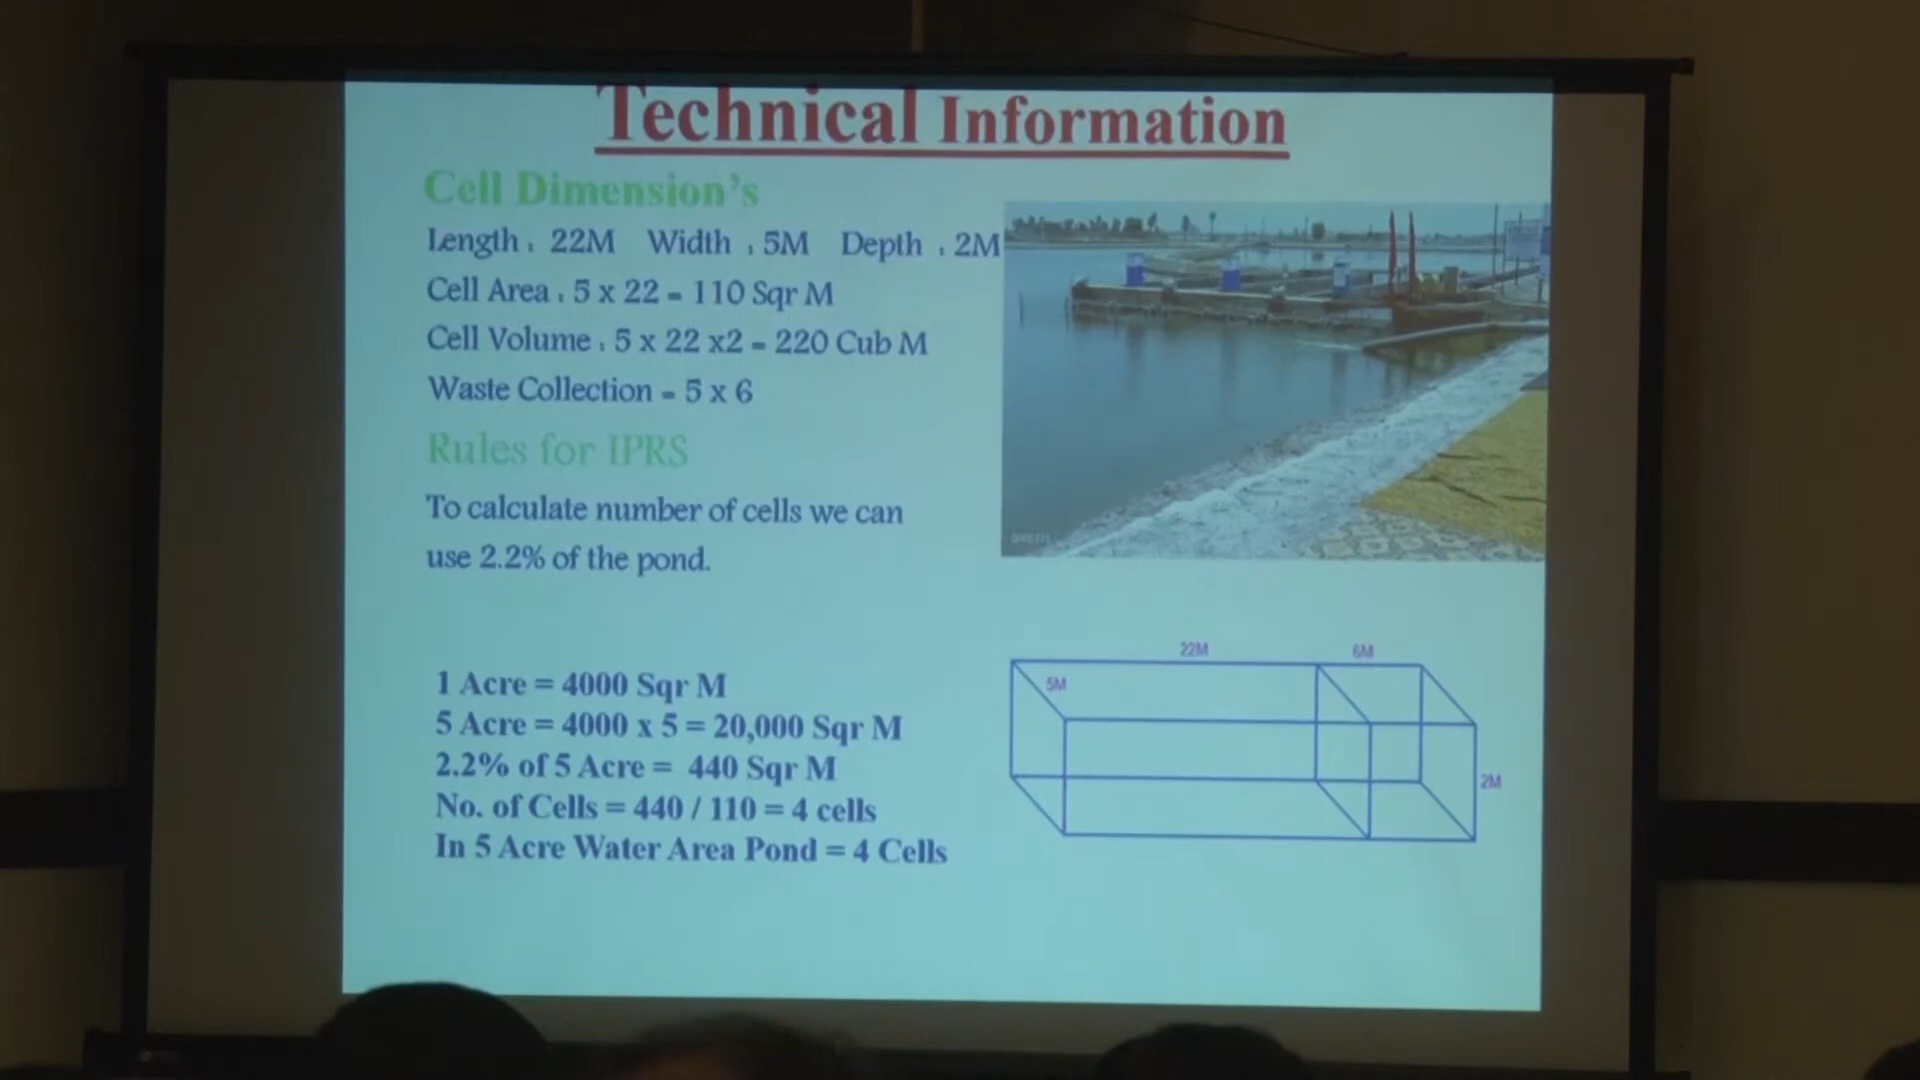 Technical Information
Cell Dimension's
Length : 22M Width : 5M Depth : 2M
Cell Area : 5 x 22 = 110 Sqr M
Cell Volume : 5 x 22 x2 = 220 Cub M
Waste Collection = 5 x 6
Rules for IPRS
To calculate number of cells we can
use 2.2% of the pond.
1 Acre = 4000 Sqr M
5 Acre = 4000 x 5 = 20,000 Sqr M
2.2% of 5 Acre = 440 Sqr M
No. of Cells = 440 / 110 = 4 cells
In 5 Acre Water Area Pond = 4 Cells
22M
6M
5M
2M